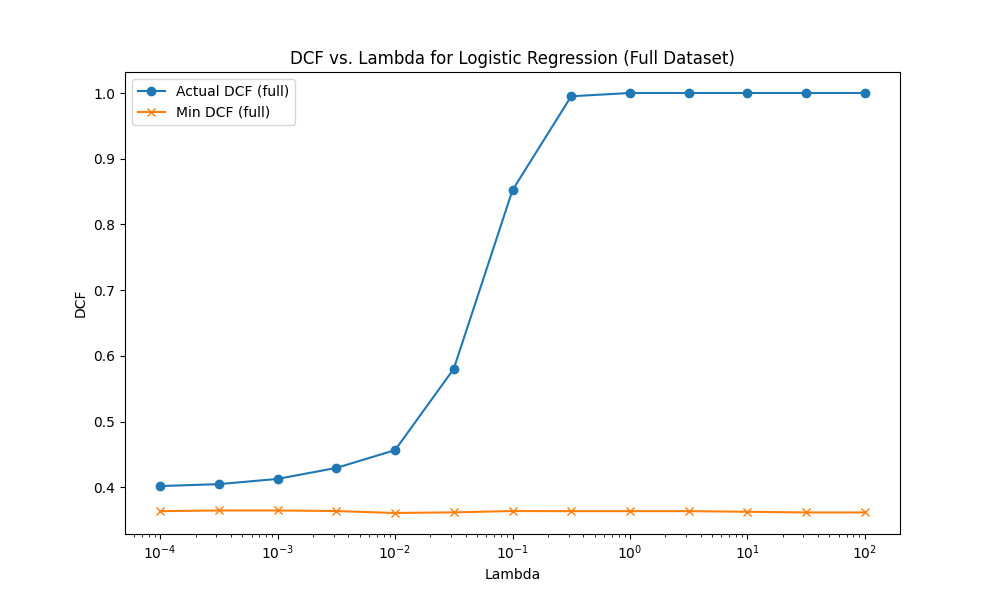 DCF vs. Lambda for Logistic Regression (Full Dataset)
Actual DCF (full)
Min DCF (full)
1.0
0.9
0.8
0.7
0.6
0.5
0.4
DCF
10⁻⁴ 10⁻³ 10⁻² 10⁻¹ 10⁰ 10¹ 10²
Lambda